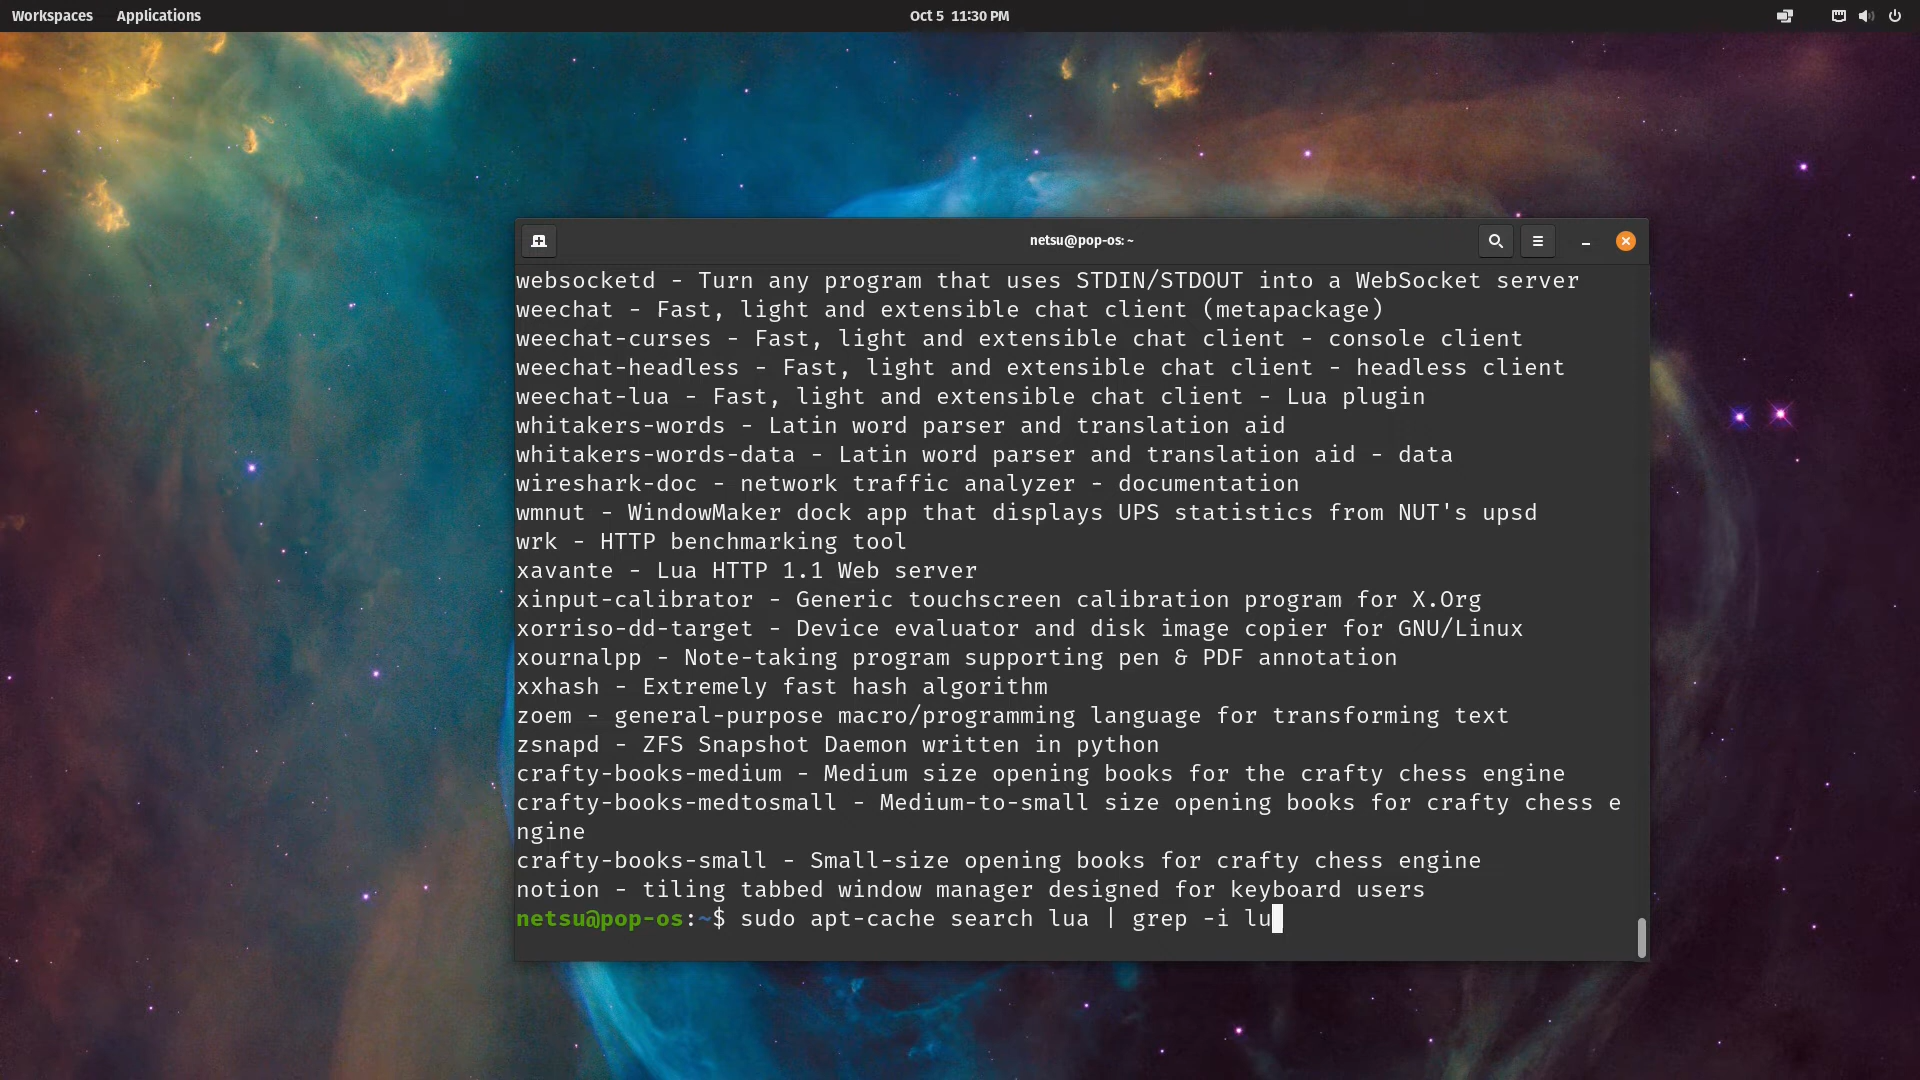 Workspaces Applications Oct 5 11:30 PM
netsu@pop-os: ~
websocketd - Turn any program that uses STDIN/STDOUT into a WebSocket server
weechat - Fast, light and extensible chat client (metapackage)
weechat-curses - Fast, light and extensible chat client - console client
weechat-headless - Fast, light and extensible chat client - headless client
weechat-lua - Fast, light and extensible chat client - Lua plugin
whitakers-words - Latin word parser and translation aid
whitakers-words-data - Latin word parser and translation aid - data
wireshark-doc - network traffic analyzer - documentation
wmnut - WindowMaker dock app that displays UPS statistics from NUT's upsd
wrk - HTTP benchmarking tool
xavante - Lua HTTP 1.1 Web server
xinput-calibrator - Generic touchscreen calibration program for X.Org
xorriso-dd-target - Device evaluator and disk image copier for GNU/Linux
xournalpp - Note-taking program supporting pen & PDF annotation
xxhash - Extremely fast hash algorithm
zoem - general-purpose macro/programming language for transforming text
zsnapd - ZFS Snapshot Daemon written in python
crafty-books-medium - Medium size opening books for the crafty chess engine
crafty-books-medtosmall - Medium-to-small size opening books for crafty chess e
ngine
crafty-books-small - Small-size opening books for crafty chess engine
notion - tiling tabbed window manager designed for keyboard users
netsu@pop-os:~$ sudo apt-cache search lua | grep -i lu